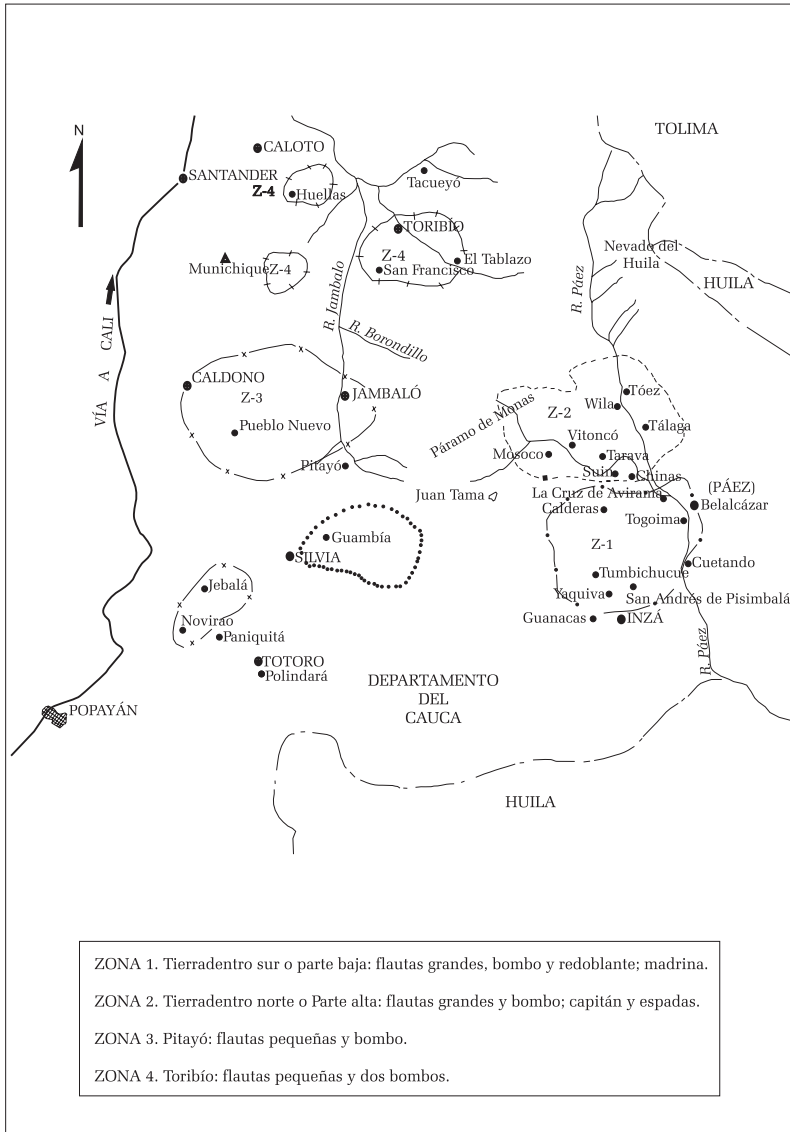 TOLIMA
N
CALOTO
SANTANDER
Z-4
Huellas
Tacueyó
TORIBÍO
Z-4
San Francisco
El Tablazo
Munichique
Z-4
Nevado del
Huila
HUILA
R. Páez
R. Jambalo
R. Borondillo
VÍA A CALI
CALDONO
Z-3
JAMBALÓ
Pueblo Nuevo
Pitayó
Páramo de Monas
Z-2
Wila
Tóez
Tálaga
Vitoncó
Mosoco
Tarava
Suin
Chinas
Juan Tama
La Cruz de Avirama
(PÁEZ)
Belalcázar
Calderas
Togoima
Guambía
SILVIA
Z-1
Cuetando
Tumbichucue
Jebalá
Yaquiva
San Andrés de Pisimbalá
Novirao
Paniquitá
Guanacas
INZÁ
R. Páez
TOTORO
Polindará
DEPARTAMENTO
DEL
CAUCA
POPAYÁN
HUILA
ZONA 1. Tierradentro sur o parte baja: flautas grandes, bombo y redoblante; madrina.
ZONA 2. Tierradentro norte o Parte alta: flautas grandes y bombo; capitán y espadas.
ZONA 3. Pitayó: flautas pequeñas y bombo.
ZONA 4. Toribío: flautas pequeñas y dos bombos.